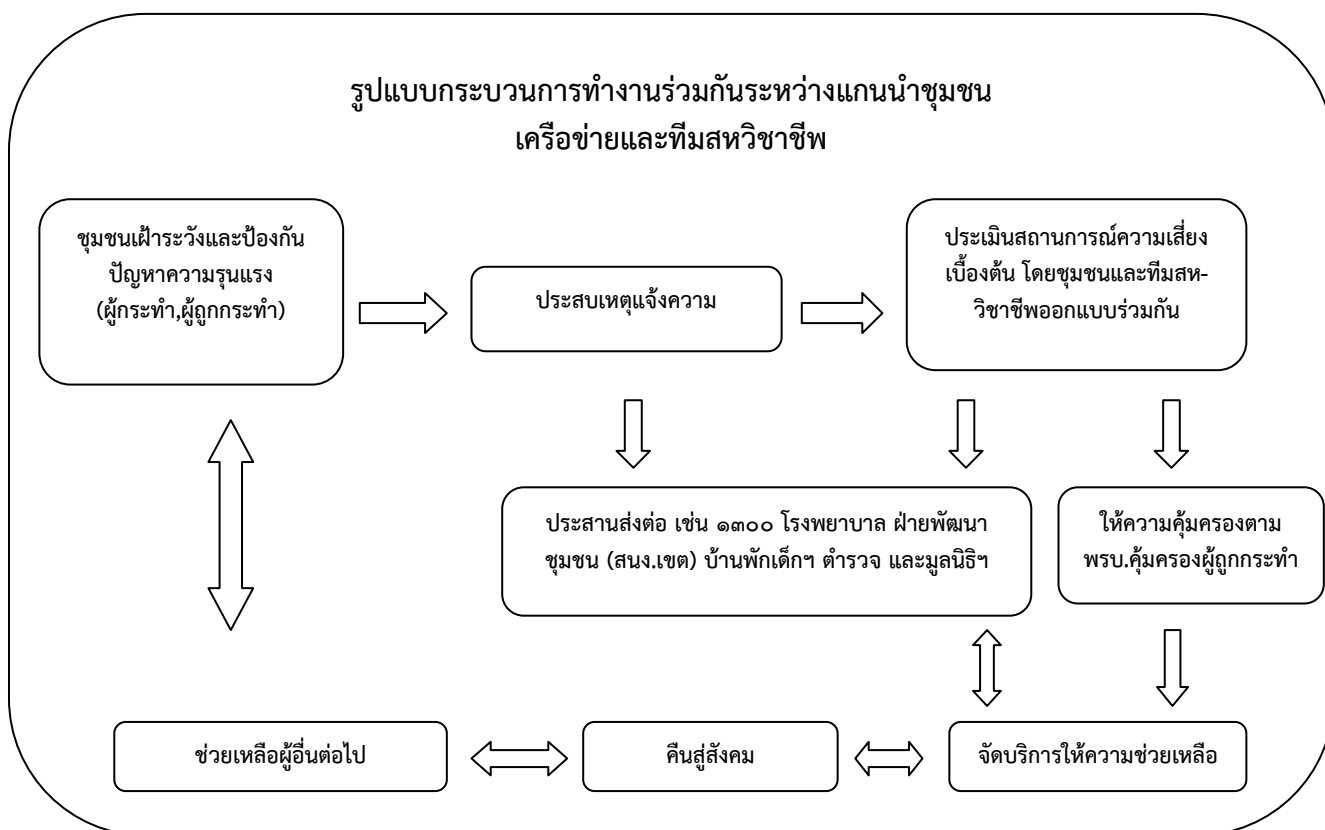 รูปแบบกระบวนการทำงานร่วมกันระหว่างแกนนำชุมชน
เครือข่ายและทีมสหวิชาชีพ
ชุมชนเฝ้าระวังและป้องกัน
ปัญหาความรุนแรง
(ผู้กระทำ,ผู้ถูกกระทำ)
ประสบเหตุแจ้งความ
ประเมินสถานการณ์ความเสี่ยง
เบื้องต้น โดยชุมชนและทีมสห-
วิชาชีพออกแบบร่วมกัน
ประสานส่งต่อ เช่น ๑๓๐๐ โรงพยาบาล ฝ่ายพัฒนา
ชุมชน (สนง.เขต) บ้านพักเด็กฯ ตำรวจ และมูลนิธิฯ
ให้ความคุ้มครองตาม
พรบ.คุ้มครองผู้ถูกกระทำ
ช่วยเหลือผู้อื่นต่อไป
คืนสู่สังคม
จัดบริการให้ความช่วยเหลือ